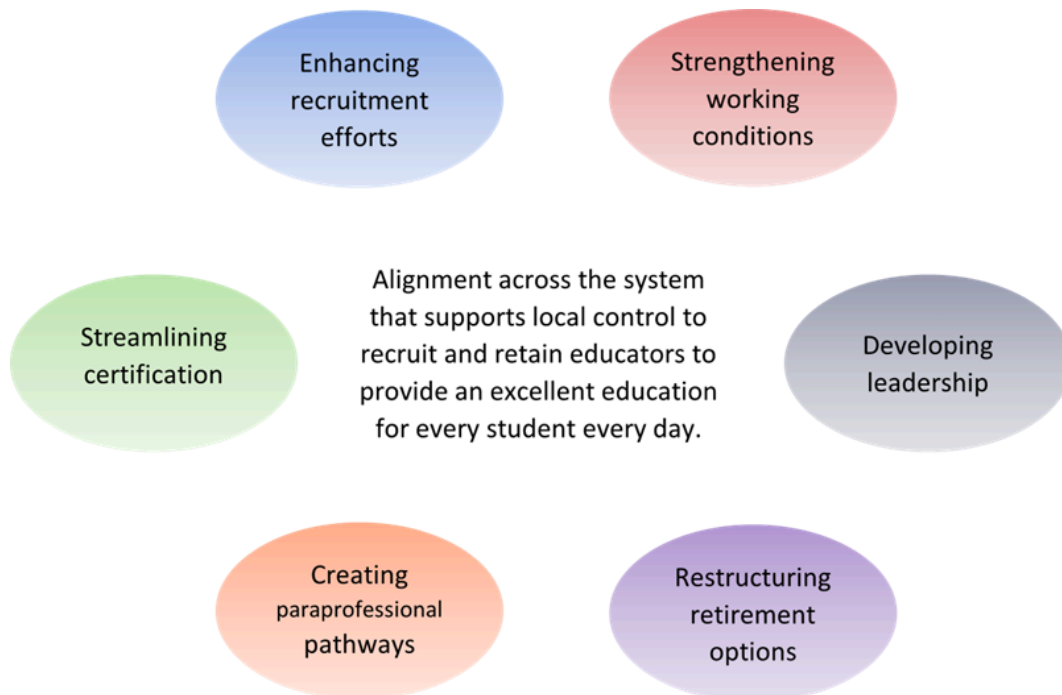 Enhancing
recruitment
efforts
Strengthening
working
conditions
Streamlining
certification
Alignment across the system
that supports local control to
recruit and retain educators to
provide an excellent education
for every student every day.
Developing
leadership
Creating
paraprofessional
pathways
Restructuring
retirement
options